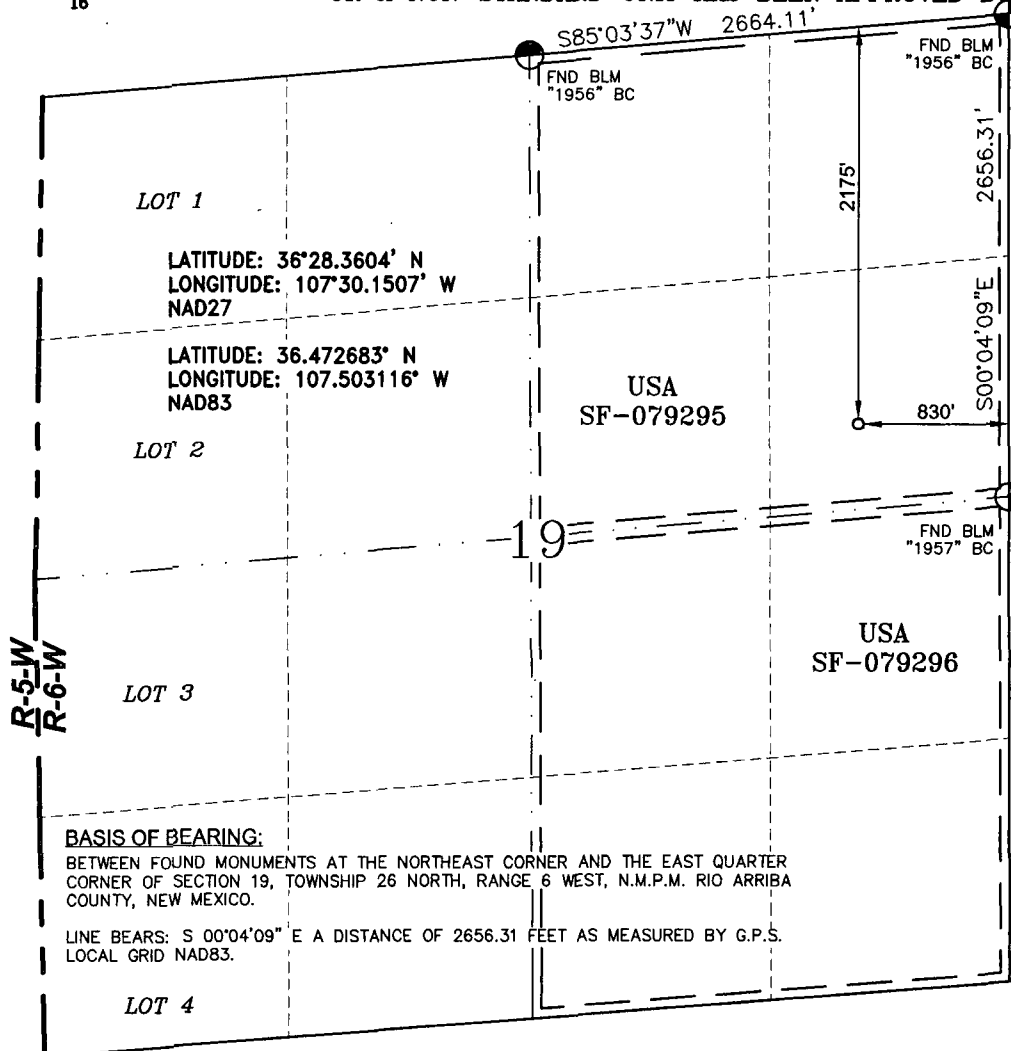 16
S85°03'37"W 2664.11'
FND BLM
"1956" BC
FND BLM
"1956" BC
2656.31'
2175'
LOT 1
LATITUDE: 36°28.3604' N
LONGITUDE: 107°30.1507' W
NAD27
S00°04'09"E
LATITUDE: 36.472683° N
LONGITUDE: 107.503116° W
NAD83
USA
SF-079295
830'
LOT 2
19
FND BLM
"1957" BC
USA
SF-079296
R-5-W
R-6-W
LOT 3
BASIS OF BEARING:
BETWEEN FOUND MONUMENTS AT THE NORTHEAST CORNER AND THE EAST QUARTER
CORNER OF SECTION 19, TOWNSHIP 26 NORTH, RANGE 6 WEST, N.M.P.M. RIO ARRIBA
COUNTY, NEW MEXICO.
LINE BEARS: S 00°04'09" E A DISTANCE OF 2656.31 FEET AS MEASURED BY G.P.S.
LOCAL GRID NAD83.
LOT 4